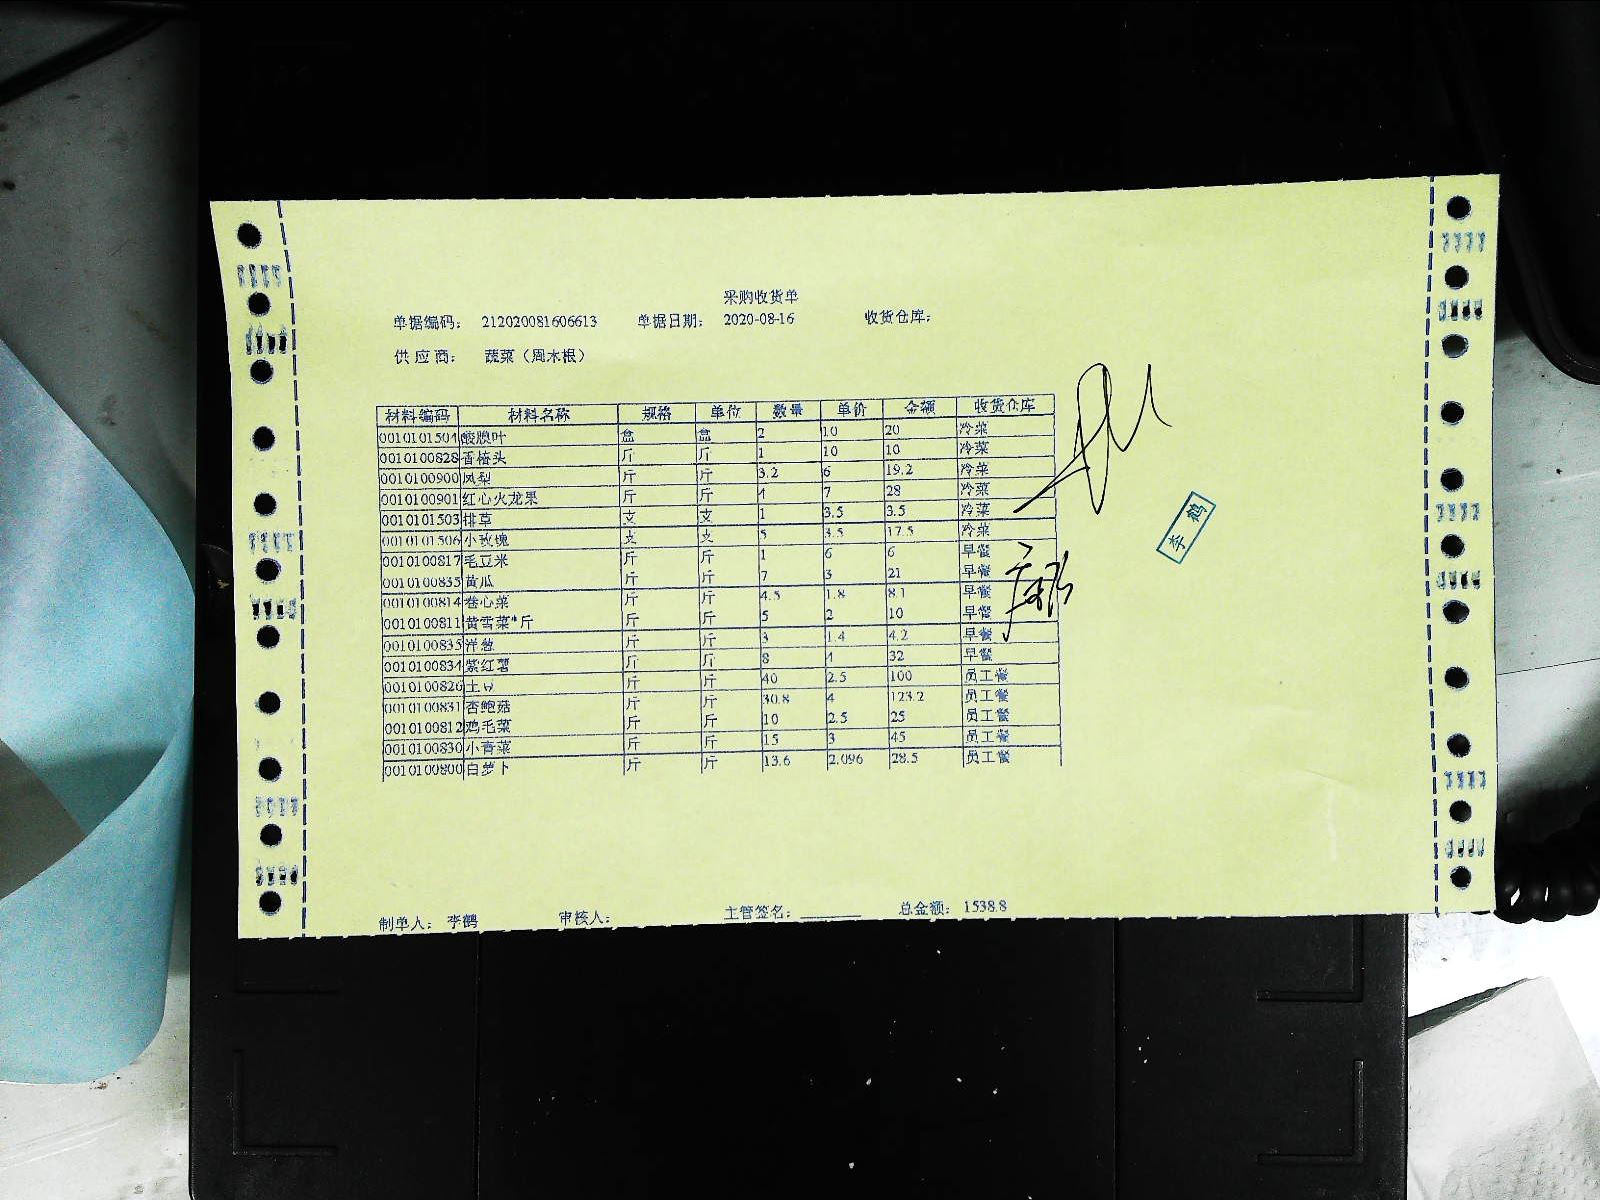 采购收货单
单据编码： 212020081606613 单据日期： 2020-08-16 收货仓库：
供 应 商： 蔬菜（周木根）
材料编码 材料名称 规格 单位 数量 单价 金额 收货仓库
0010101504 酸膜叶 盒 盒 2 10 20 冷菜
0010100828 香椿头 斤 斤 1 10 10 冷菜
0010100900 凤梨 斤 斤 3.2 6 19.2 冷菜
0010100901 红心火龙果 斤 斤 4 7 28 冷菜
0010101503 排草 支 支 1 3.5 3.5 冷菜
0010101506 小玫瑰 支 支 5 3.5 17.5 冷菜
0010100817 毛豆米 斤 斤 1 6 6 早餐
0010100835 黄瓜 斤 斤 7 3 21 早餐
0010100814 卷心菜 斤 斤 4.5 1.8 8.1 早餐
0010100811 黄雪菜*斤 斤 斤 5 2 10 早餐
0010100835 洋葱 斤 斤 3 1.4 4.2 早餐
0010100834 紫红薯 斤 斤 8 4 32 早餐
0010100826 土豆 斤 斤 40 2.5 100 员工餐
0010100831 杏鲍菇 斤 斤 30.8 4 123.2 员工餐
0010100812 鸡毛菜 斤 斤 10 2.5 25 员工餐
0010100830 小青菜 斤 斤 15 3 45 员工餐
0010100800 白萝卜 斤 斤 13.6 2.096 28.5 员工餐
李鹤
制单人： 李鹤 审核人： 主管签名： 总金额： 1538.8